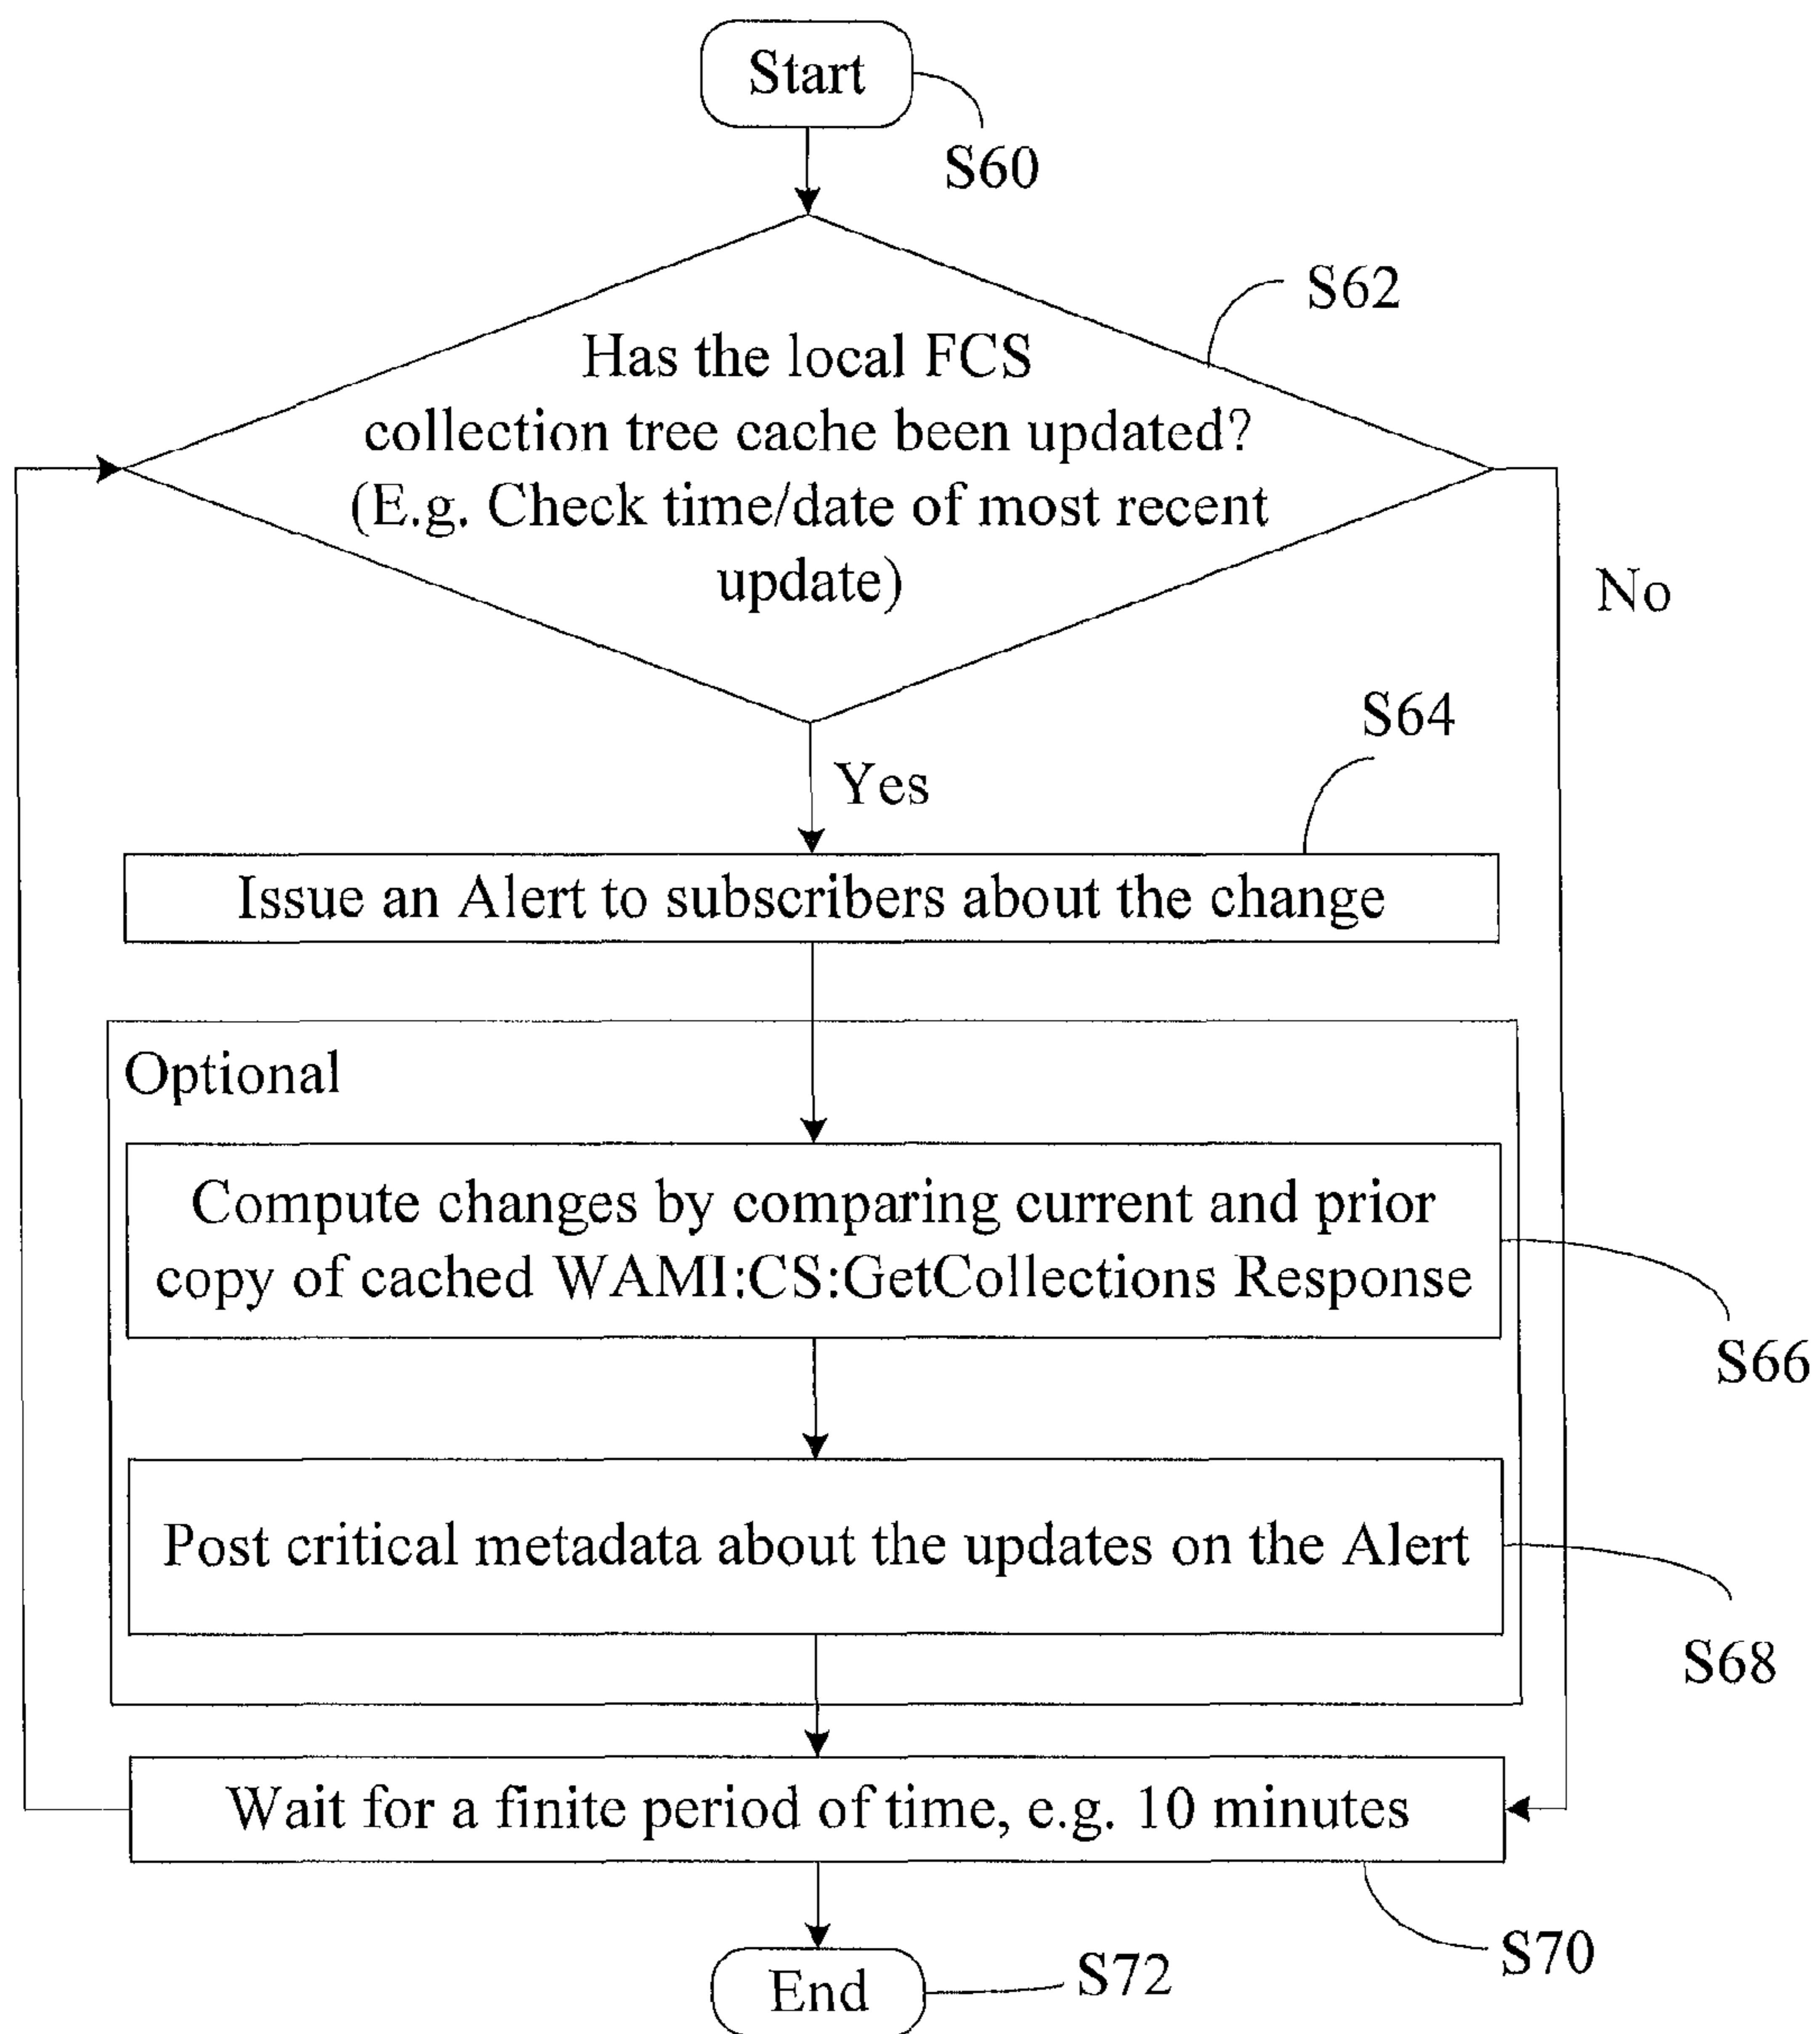 Start
S60
S62
Has the local FCS
collection tree cache been updated?
(E.g. Check time/date of most recent
update)
No
S64
Yes
Issue an Alert to subscribers about the change
Optional
Compute changes by comparing current and prior
copy of cached WAMI:CS:GetCollections Response
S66
Post critical metadata about the updates on the Alert
S68
Wait for a finite period of time, e.g. 10 minutes
S70
End
S72